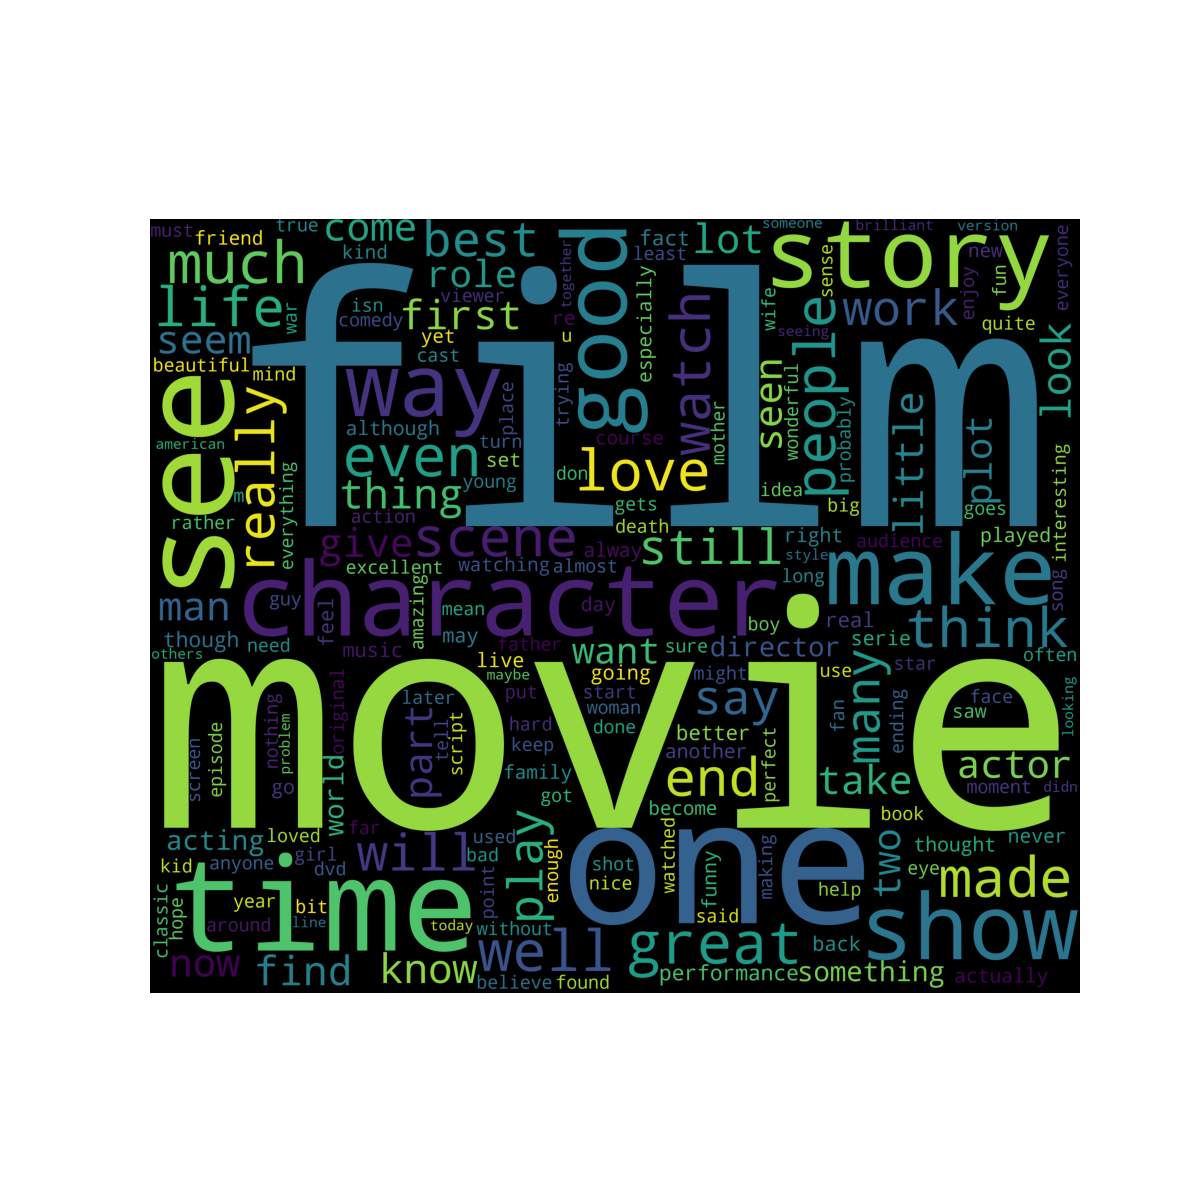 must
true
come
best
fact
lot
someone
brilliant
version
friend
kind
least
story
new
much
role
good
together
especially
sense
fun
everyone
life
isn
war
viewer
first
re
u
watch
wife
seeing
work
enjoy
quite
seem
comedy
yet
cast
film
people
look
beautiful
mind
way
place
trying
seen
wonderful
probably
little
plot
see
really
although
turn
course
mother
american
m
even
set
don
love
idea
interesting
rather
everything
thing
young
gets
big
goes
action
death
give
scene
still
right
audience
played
excellent
watching
almost
alway
style
make
long
song
man
guy
character
feel
amazing
mean
day
boy
real
think
though
need
music
may
father
want
sure
director
serie
often
others
live
maybe
going
might
use
star
movie
nothing
original
later
put
start
woman
say
many
fan
ending
face
saw
looking
screen
episode
problem
go
world
part
tell
script
hard
done
keep
better
another
perfect
family
end
take
actor
got
become
moment
didn
book
acting
loved
far
will
used
play
one
two
thought
never
kid
anyone
girl
dvd
bad
enough
shot
watched
funny
making
eye
made
time
year
bit
point
nice
help
classic
hope
around
line
today
without
said
show
now
find
know
well
great
back
believe
found
performance
something
actually